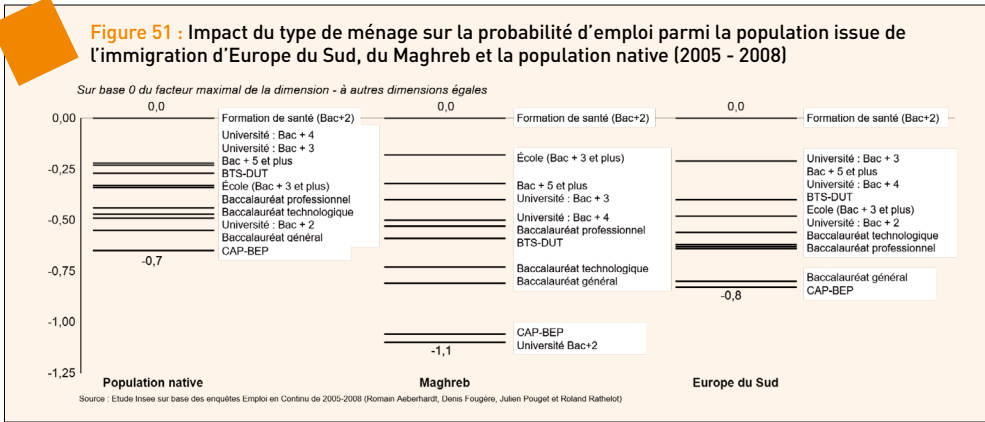 Figure 51 : Impact du type de ménage sur la probabilité d'emploi parmi la population issue de
l'immigration d'Europe du Sud, du Maghreb et la population native (2005 - 2008)
Sur base 0 du facteur maximal de la dimension - à autres dimensions égales
0,00
-0,25
-0,50
-0,75
-1,00
-1,25
0,0
Formation de santé (Bac+2)
Université : Bac + 4
Université : Bac + 3
Bac + 5 et plus
BTS-DUT
École (Bac + 3 et plus)
Baccalauréat professionnel
Baccalauréat technologique
Université : Bac + 2
Baccalauréat général
CAP-BEP
-0,7
Population native
0,0
Formation de santé (Bac+2)
École (Bac + 3 et plus)
Bac + 5 et plus
Université : Bac + 3
Université : Bac + 4
Baccalauréat professionnel
BTS-DUT
Baccalauréat technologique
Baccalauréat général
CAP-BEP
Université Bac+2
-1,1
Maghreb
0,0
Formation de santé (Bac+2)
Université : Bac + 3
Bac + 5 et plus
Université : Bac + 4
BTS-DUT
Ecole (Bac + 3 et plus)
Université : Bac + 2
Baccalauréat technologique
Baccalauréat professionnel
Baccalauréat général
CAP-BEP
-0,8
Europe du Sud
Source : Etude Insee sur base des enquêtes Emploi en Continu de 2005-2008 (Romain Aeberhardt, Denis Fougère, Julien Pouget et Roland Rathelot)